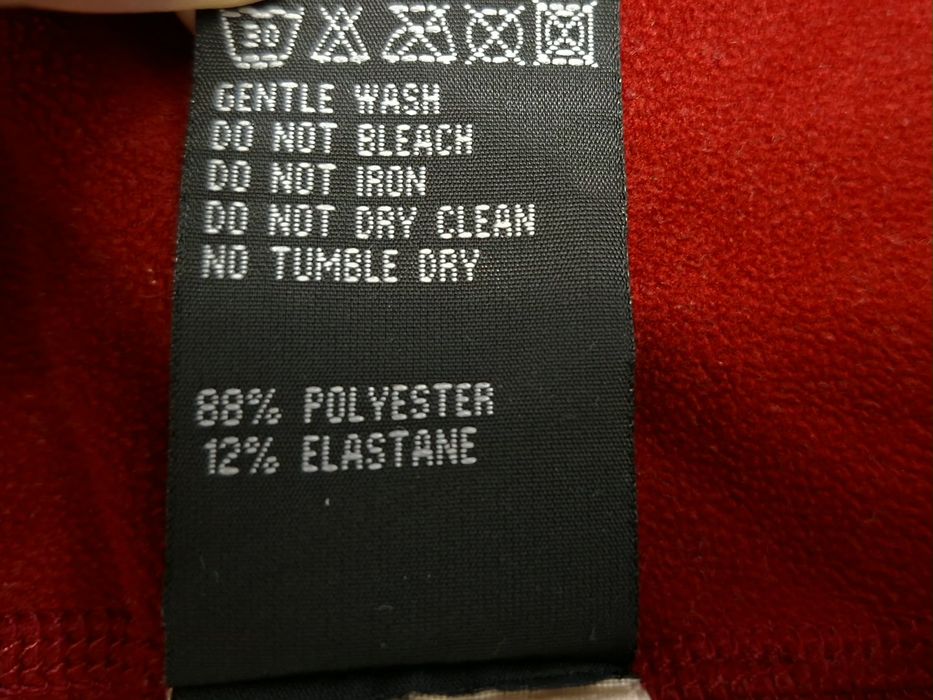 30
GENTLE WASH
DO NOT BLEACH
DO NOT IRON
DO NOT DRY CLEAN
NO TUMBLE DRY
88% POLYESTER
12% ELASTANE